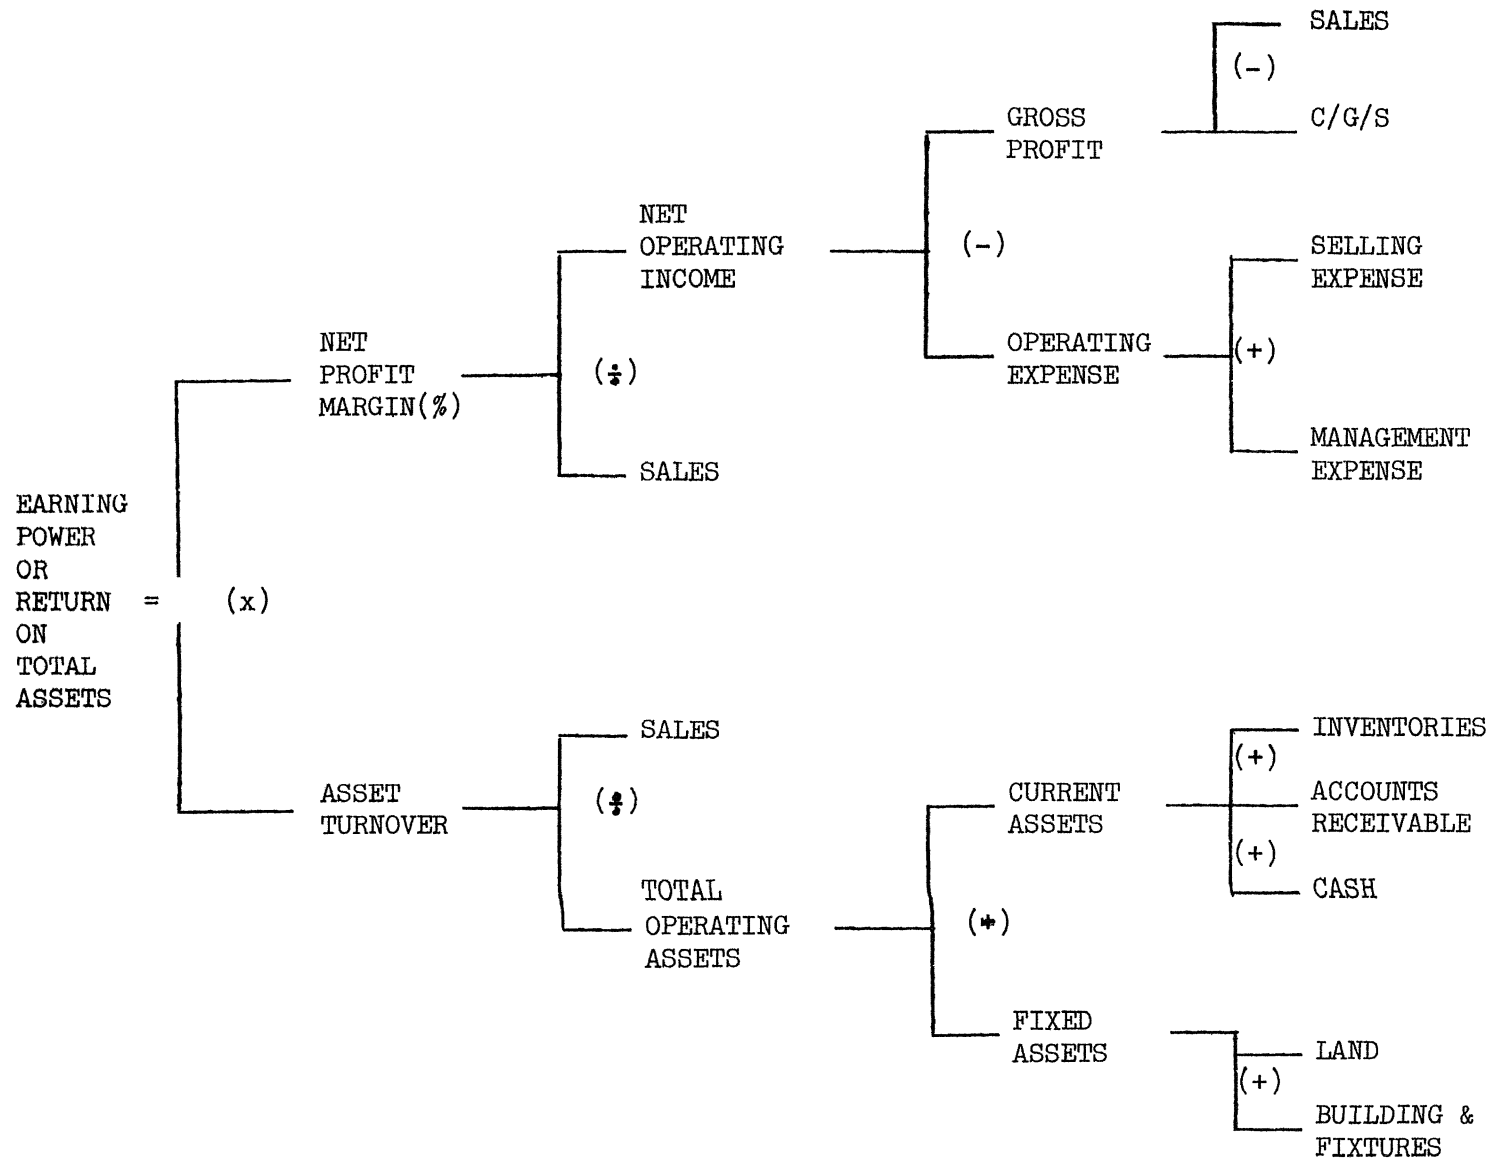 SALES
(-)
C/G/S
GROSS
PROFIT
NET
OPERATING
INCOME
(-)
SELLING
EXPENSE
OPERATING
EXPENSE
(+)
MANAGEMENT
EXPENSE
NET
PROFIT
MARGIN(%)
(÷)
SALES
EARNING
POWER
OR
RETURN =
ON
TOTAL
ASSETS
(x)
SALES
(÷)
ASSET
TURNOVER
TOTAL
OPERATING
ASSETS
CURRENT
ASSETS
INVENTORIES
(+)
ACCOUNTS
RECEIVABLE
(+)
CASH
(+)
FIXED
ASSETS
LAND
(+)
BUILDING &
FIXTURES